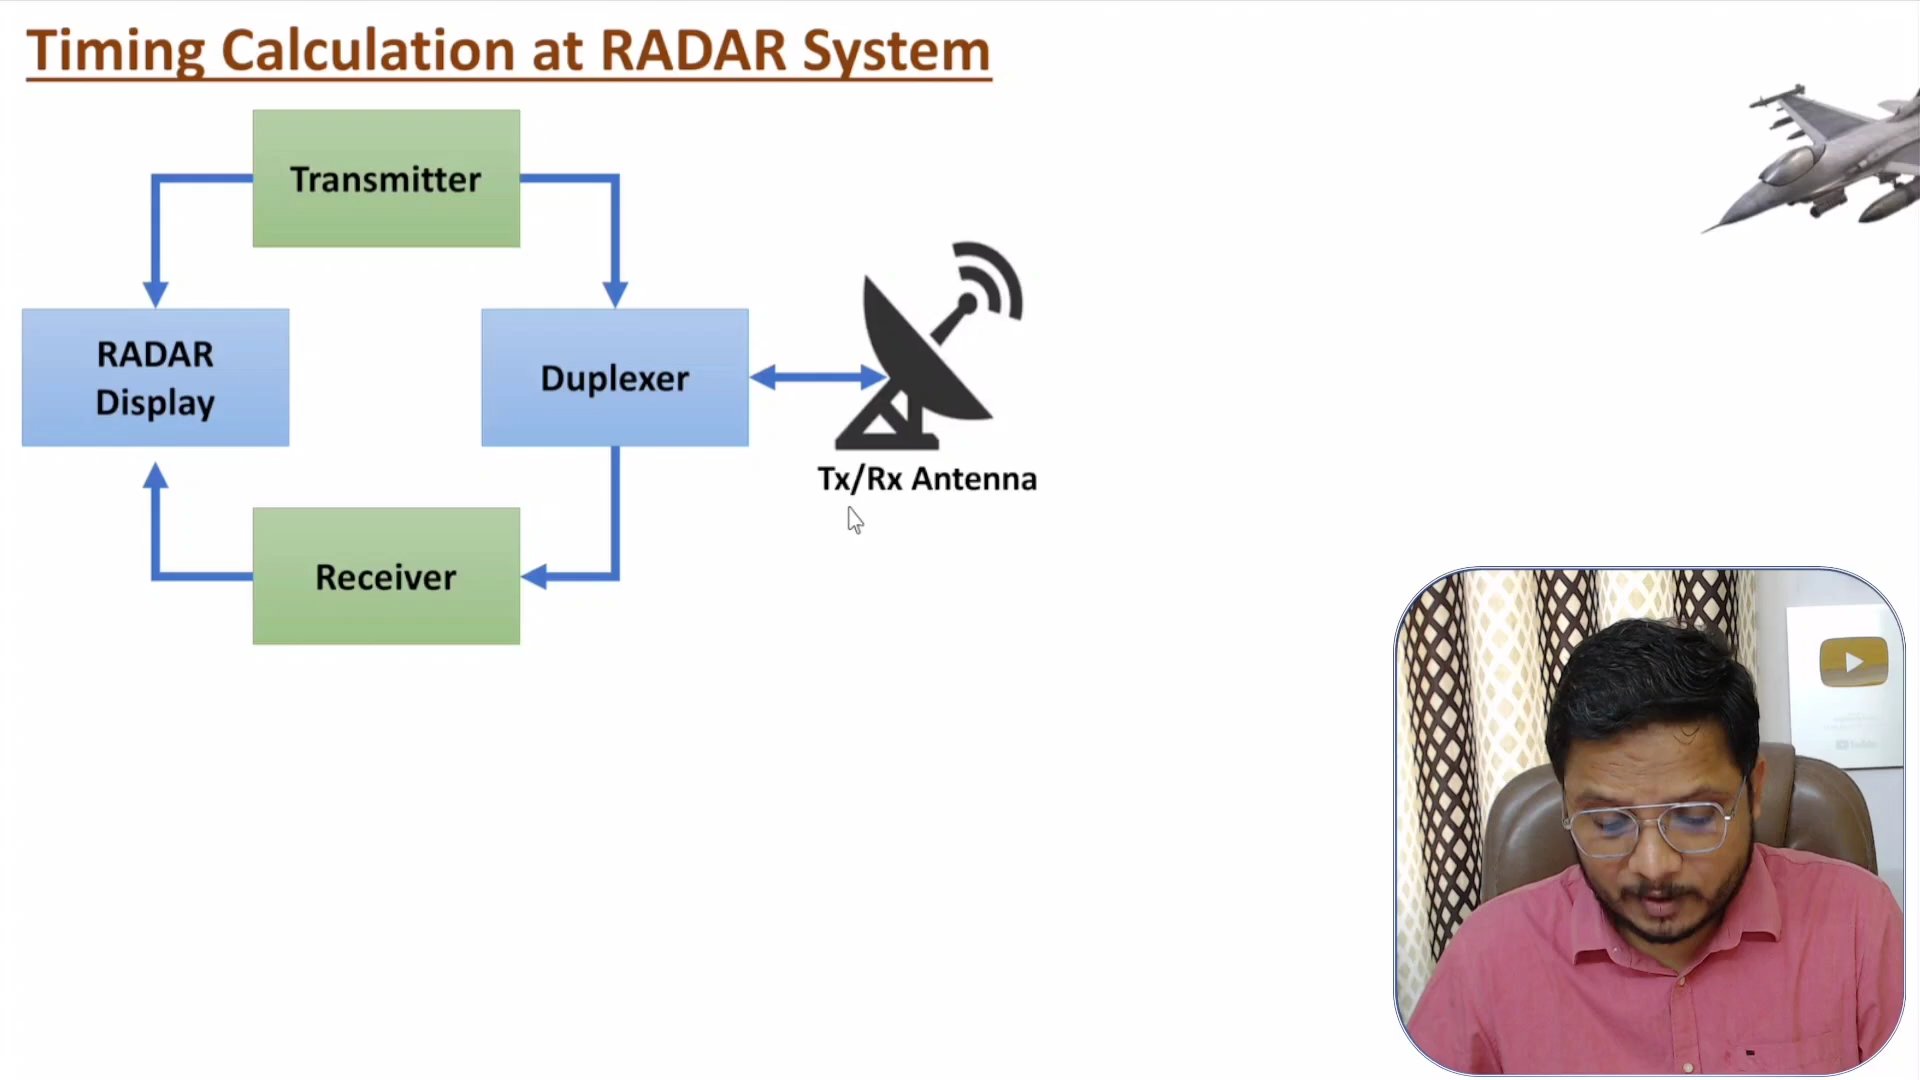 Timing Calculation at RADAR System
Transmitter
RADAR
Display
Duplexer
Tx/Rx Antenna
Receiver